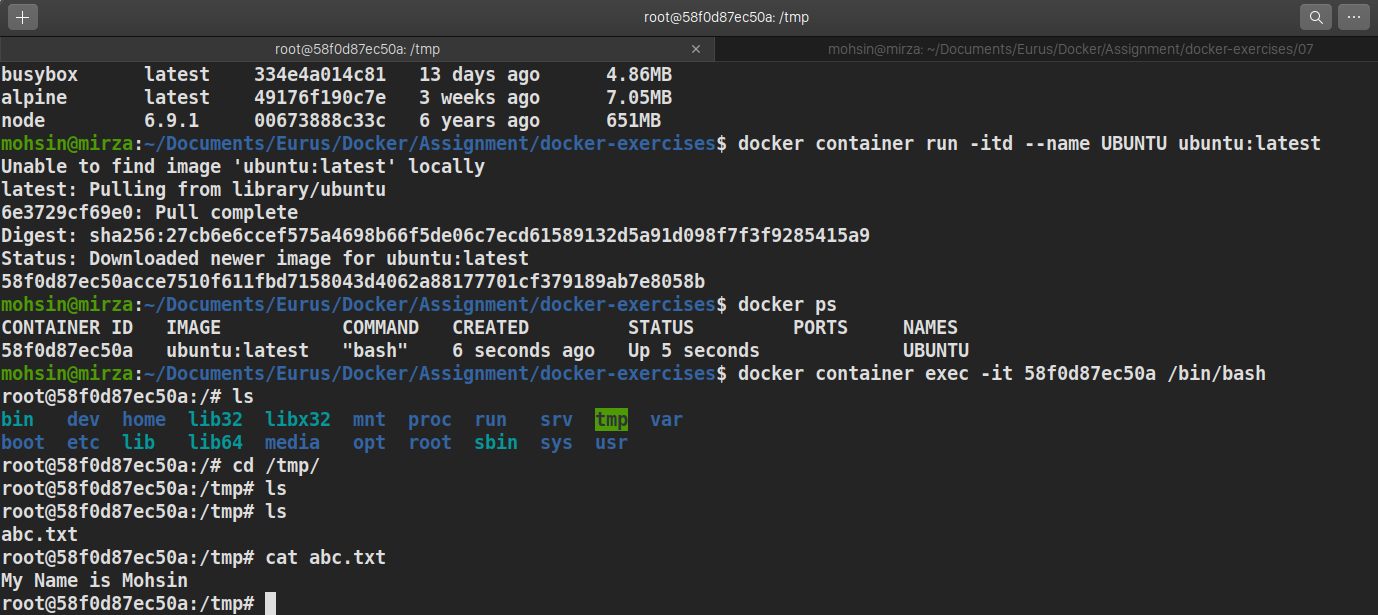 root@58f0d87ec50a: /tmp
root@58f0d87ec50a: /tmp
mohsin@mirza: ~/Documents/Eurus/Docker/Assignment/docker-exercises/07
busybox latest 334e4a014c81 13 days ago 4.86MB
alpine latest 49176f190c7e 3 weeks ago 7.05MB
node 6.9.1 00673888c33c 6 years ago 651MB
mohsin@mirza:~/Documents/Eurus/Docker/Assignment/docker-exercises$ docker container run -itd --name UBUNTU ubuntu:latest
Unable to find image 'ubuntu:latest' locally
latest: Pulling from library/ubuntu
6e3729cf69e0: Pull complete
Digest: sha256:27cb6e6ccef575a4698b66f5de06c7ecd61589132d5a91d098f7f3f9285415a9
Status: Downloaded newer image for ubuntu:latest
58f0d87ec50acce7510f611fbd7158043d4062a88177701cf379189ab7e8058b
mohsin@mirza:~/Documents/Eurus/Docker/Assignment/docker-exercises$ docker ps
CONTAINER ID IMAGE COMMAND CREATED STATUS PORTS NAMES
58f0d87ec50a ubuntu:latest "bash" 6 seconds ago Up 5 seconds UBUNTU
mohsin@mirza:~/Documents/Eurus/Docker/Assignment/docker-exercises$ docker container exec -it 58f0d87ec50a /bin/bash
root@58f0d87ec50a:/# ls
bin dev home lib32 libx32 mnt proc run srv tmp var
boot etc lib lib64 media opt root sbin sys usr
root@58f0d87ec50a:/# cd /tmp/
root@58f0d87ec50a:/tmp# ls
root@58f0d87ec50a:/tmp# ls
abc.txt
root@58f0d87ec50a:/tmp# cat abc.txt
My Name is Mohsin
root@58f0d87ec50a:/tmp#